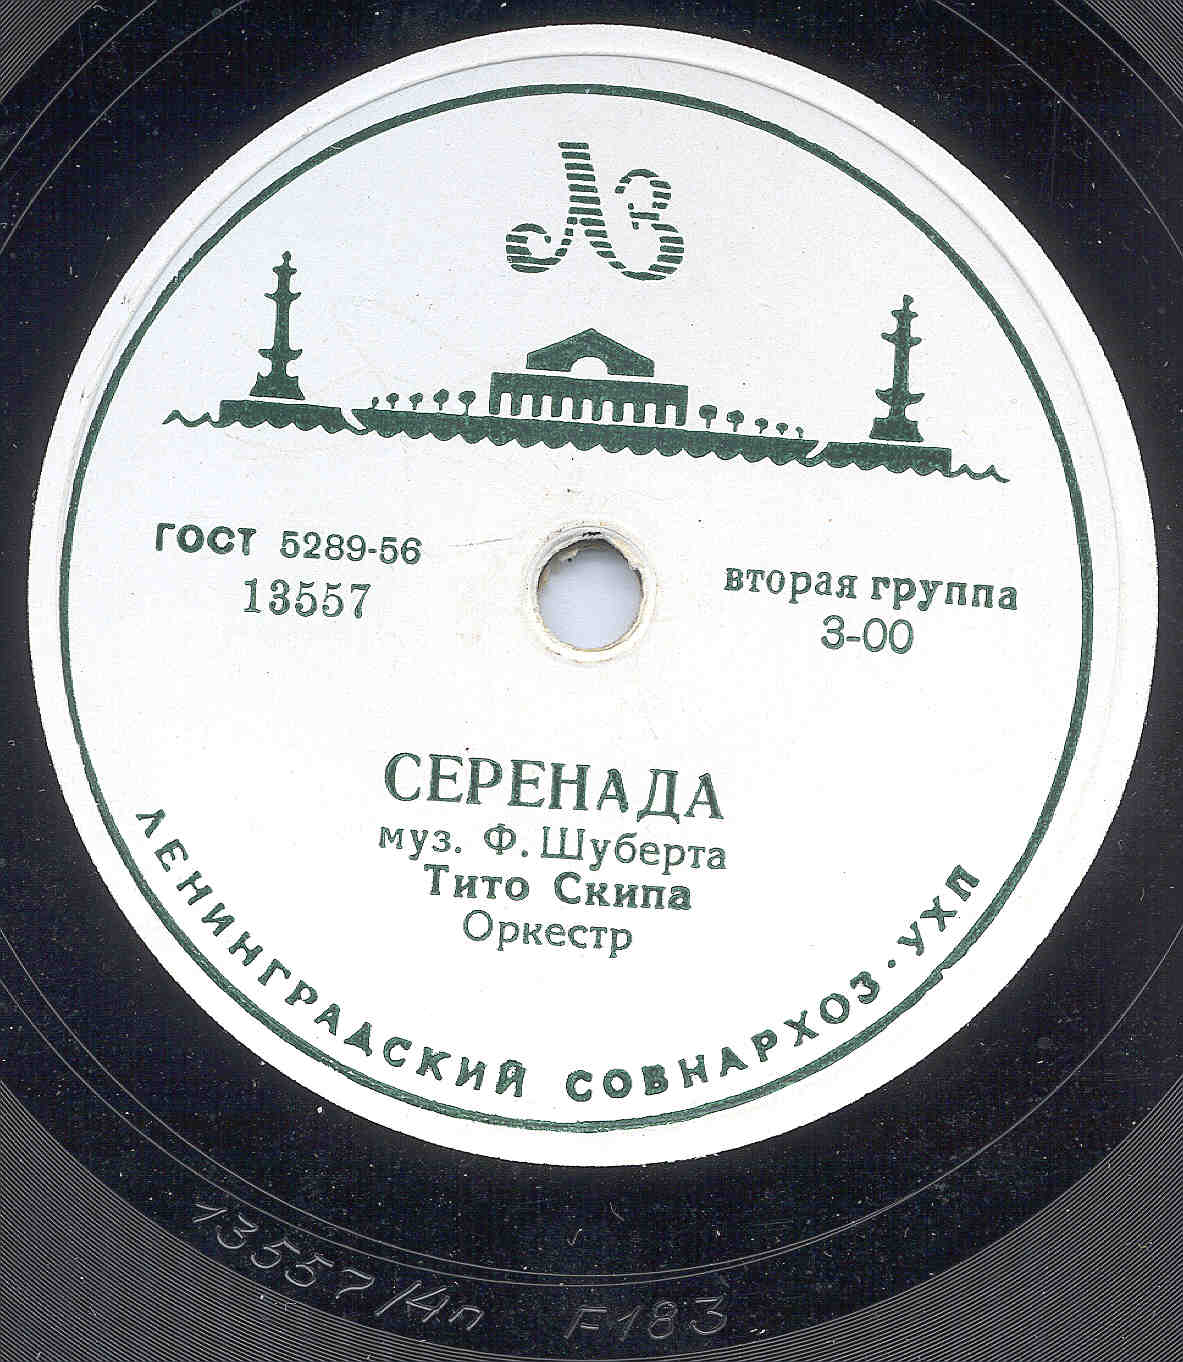 ЛЗ
ГОСТ 5289-56
13557
вторая группа
3-00
СЕРЕНАДА
муз. Ф. Шуберта
Тито Скипа
Оркестр
ЛЕНИНГРАДСКИЙ СОВНАРХОЗ · УХП
13557/4п F183